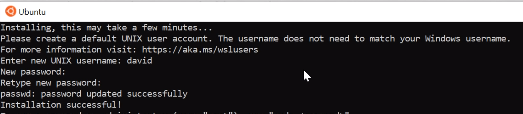 Ubuntu
Installing, this may take a few minutes...
Please create a default UNIX user account. The username does not need to match your Windows username.
For more information visit: https://aka.ms/wslusers
Enter new UNIX username: david
New password:
Retype new password:
passwd: password updated successfully
Installation successful!